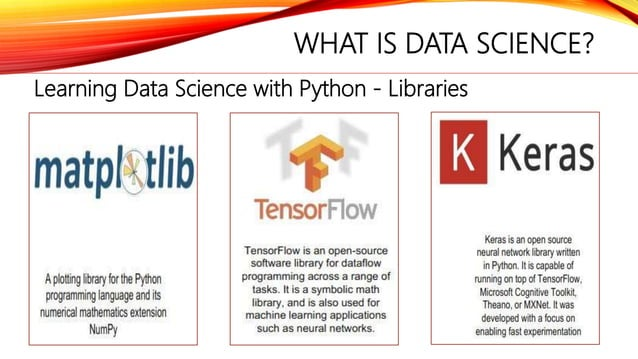 WHAT IS DATA SCIENCE?
Learning Data Science with Python - Libraries
matplotlib
A plotting library for the Python
programming language and its
numerical mathematics extension
NumPy
TF
TensorFlow
TensorFlow is an open-source
software library for dataflow
programming across a range of
tasks. It is a symbolic math
library, and is also used for
machine learning applications
such as neural networks.
K Keras
Keras is an open source
neural network library written
in Python. It is capable of
running on top of TensorFlow,
Microsoft Cognitive Toolkit,
Theano, or MXNet. It was
developed with a focus on
enabling fast experimentation